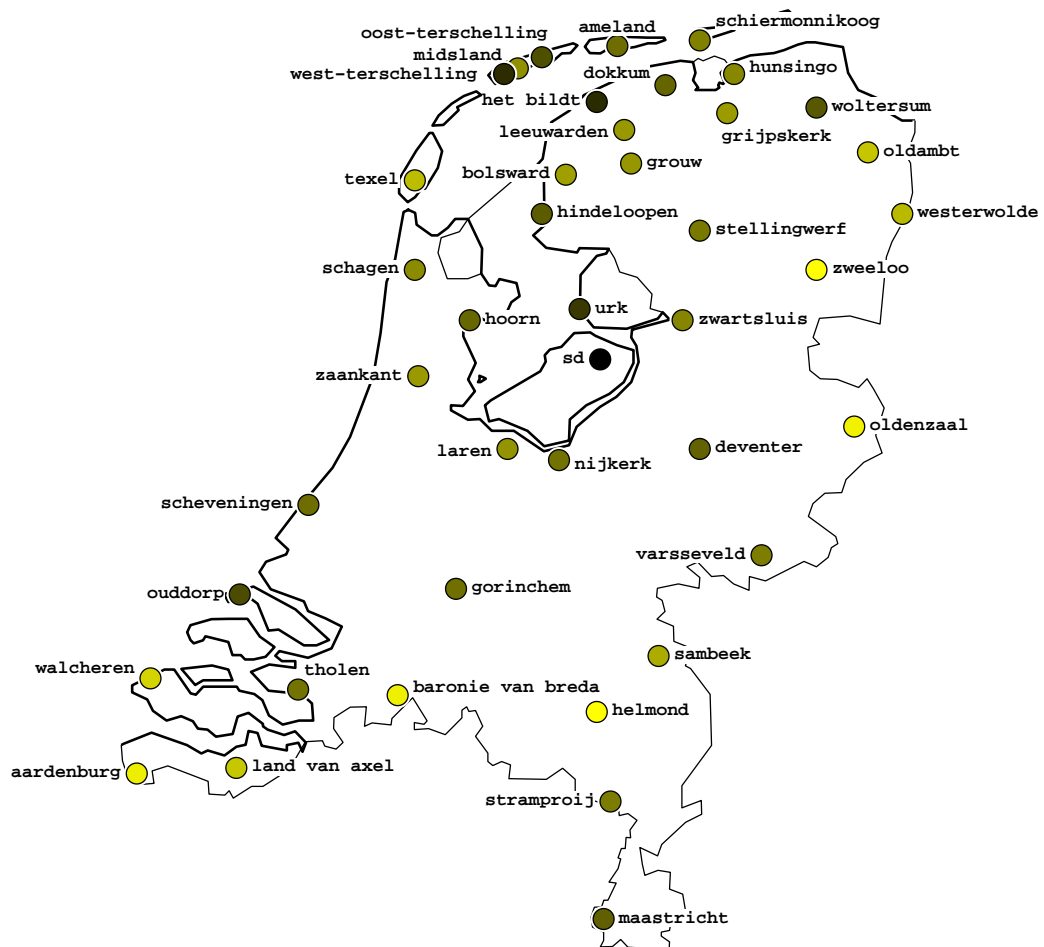 schiermonnikoog
ameland
oost-terschelling
midsland
west-terschelling
dokkum
hunsingo
het bildt
woltersum
leeuwarden
grijpskerk
oldambt
grouw
bolsward
texel
hindeloopen
westerwolde
stellingwerf
schagen
zweeloo
urk
hoorn
zwartsluis
sd
zaankant
oldenzaal
laren
nijkerk
deventer
scheveningen
varsseveld
ouddorp
gorinchem
sambeek
walcheren
tholen
baronie van breda
helmond
aardenburg
land van axel
stramproij
maastricht